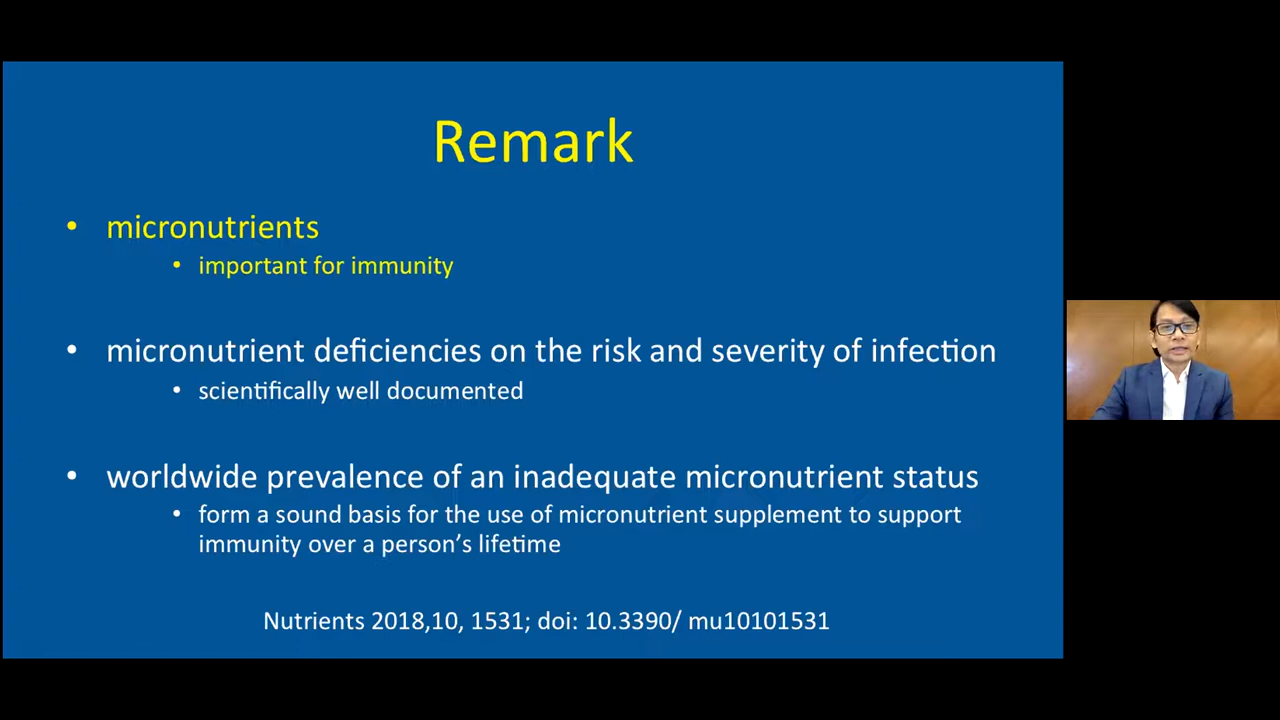 Remark
• micronutrients
• important for immunity
• micronutrient deficiencies on the risk and severity of infection
• scientifically well documented
• worldwide prevalence of an inadequate micronutrient status
• form a sound basis for the use of micronutrient supplement to support
immunity over a person's lifetime
Nutrients 2018,10, 1531; doi: 10.3390/ mu10101531